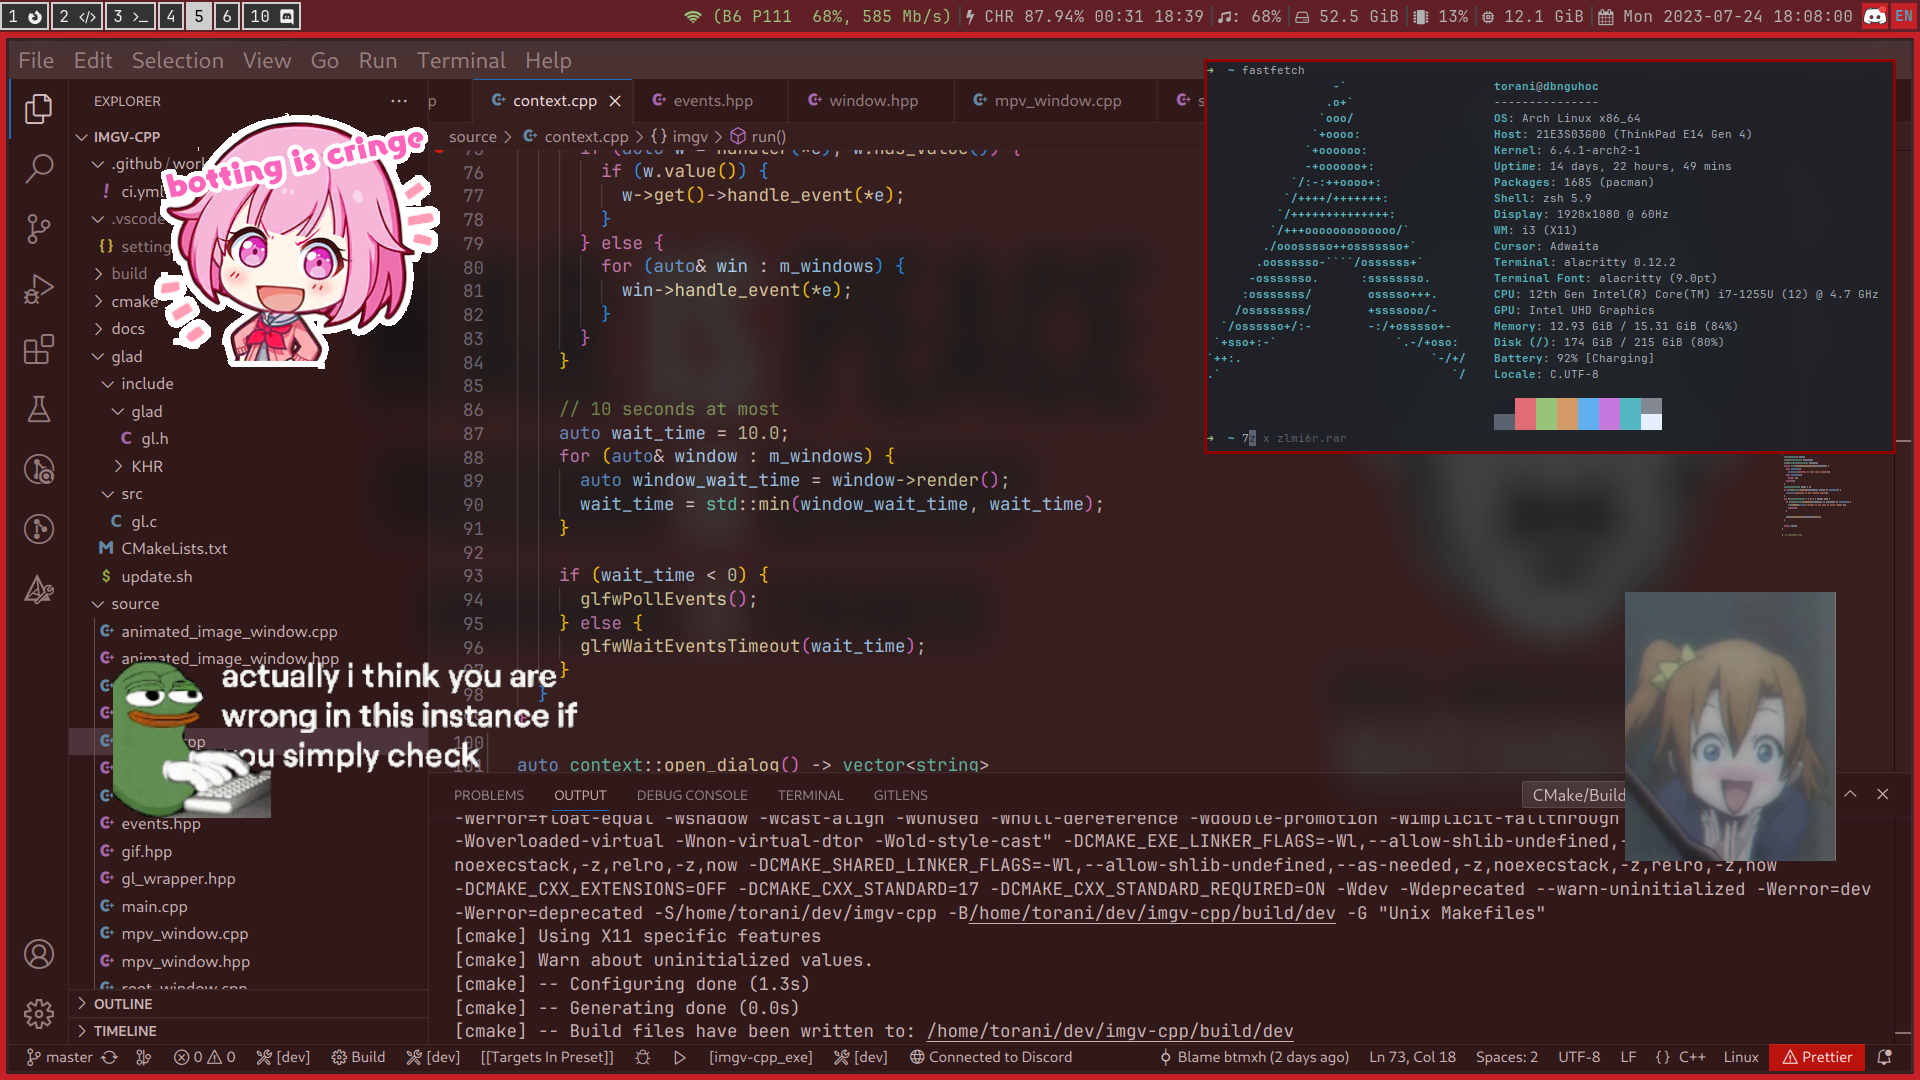 1 2 </> 3 >_ 4 5 6 10
(B6 P111 68%, 585 Mb/s) CHR 87.94% 00:31 18:39 68% 52.5 GiB 13% 12.1 GiB Mon 2023-07-24 18:08:00 EN
File Edit Selection View Go Run Terminal Help
EXPLORER ···
IMGV-CPP
.github/
! ci.yml
.vscode
{} setting
build
cmake
docs
glad
include
glad
gl.h
KHR
src
gl.c
M CMakeLists.txt
$ update.sh
source
animated_image_window.cpp
animated_image_window.hpp
cpp
events.hpp
gif.hpp
gl_wrapper.hpp
main.cpp
mpv_window.cpp
mpv_window.hpp
root_window.cpp
OUTLINE
TIMELINE
botting is cringe
actually i think you are
wrong in this instance if
you simply check
p context.cpp events.hpp window.hpp mpv_window.cpp s
source > context.cpp > {} imgv > run()
76 if (w.value()) {
77 w->get()->handle_event(*e);
78 }
79 } else {
80 for (auto& win : m_windows) {
81 win->handle_event(*e);
82 }
83 }
84 }
85
86 // 10 seconds at most
87 auto wait_time = 10.0;
88 for (auto& window : m_windows) {
89 auto window_wait_time = window->render();
90 wait_time = std::min(window_wait_time, wait_time);
91 }
92
93 if (wait_time < 0) {
94 glfwPollEvents();
95 } else {
96 glfwWaitEventsTimeout(wait_time);
97 }
98 }
100
101 auto context::open_dialog() -> vector<string>
→ ~ fastfetch
torani@dbnguhoc
---------------
OS: Arch Linux x86_64
Host: 21E3S03G00 (ThinkPad E14 Gen 4)
Kernel: 6.4.1-arch2-1
Uptime: 14 days, 22 hours, 49 mins
Packages: 1685 (pacman)
Shell: zsh 5.9
Display: 1920x1080 @ 60Hz
WM: i3 (X11)
Cursor: Adwaita
Terminal: alacritty 0.12.2
Terminal Font: alacritty (9.0pt)
CPU: 12th Gen Intel(R) Core(TM) i7-1255U (12) @ 4.7 GHz
GPU: Intel UHD Graphics
Memory: 12.93 GiB / 15.31 GiB (84%)
Disk (/): 174 GiB / 215 GiB (80%)
Battery: 92% [Charging]
Locale: C.UTF-8
→ ~ 7z x zlmi6r.rar
PROBLEMS OUTPUT DEBUG CONSOLE TERMINAL GITLENS CMake/Build
-Werror=float-equal -Wshadow -Wcast-align -Wunused -Wnull-dereference -Wdouble-promotion -Wimplicit-fallthrough
-Woverloaded-virtual -Wnon-virtual-dtor -Wold-style-cast" -DCMAKE_EXE_LINKER_FLAGS=-Wl,--allow-shlib-undefined,
noexecstack,-z,relro,-z,now -DCMAKE_SHARED_LINKER_FLAGS=-Wl,--allow-shlib-undefined,--as-needed,-z,noexecstack,-z,relro,-z,now
-DCMAKE_CXX_EXTENSIONS=OFF -DCMAKE_CXX_STANDARD=17 -DCMAKE_CXX_STANDARD_REQUIRED=ON -Wdev -Wdeprecated --warn-uninitialized -Werror=dev
-Werror=deprecated -S/home/torani/dev/imgv-cpp -B/home/torani/dev/imgv-cpp/build/dev -G "Unix Makefiles"
[cmake] Using X11 specific features
[cmake] Warn about uninitialized values.
[cmake] -- Configuring done (1.3s)
[cmake] -- Generating done (0.0s)
[cmake] -- Build files have been written to: /home/torani/dev/imgv-cpp/build/dev
master 0 0 [dev] Build [dev] [[Targets In Preset]] [imgv-cpp_exe] [dev] Connected to Discord Blame btmxh (2 days ago) Ln 73, Col 18 Spaces: 2 UTF-8 LF {} C++ Linux Prettier